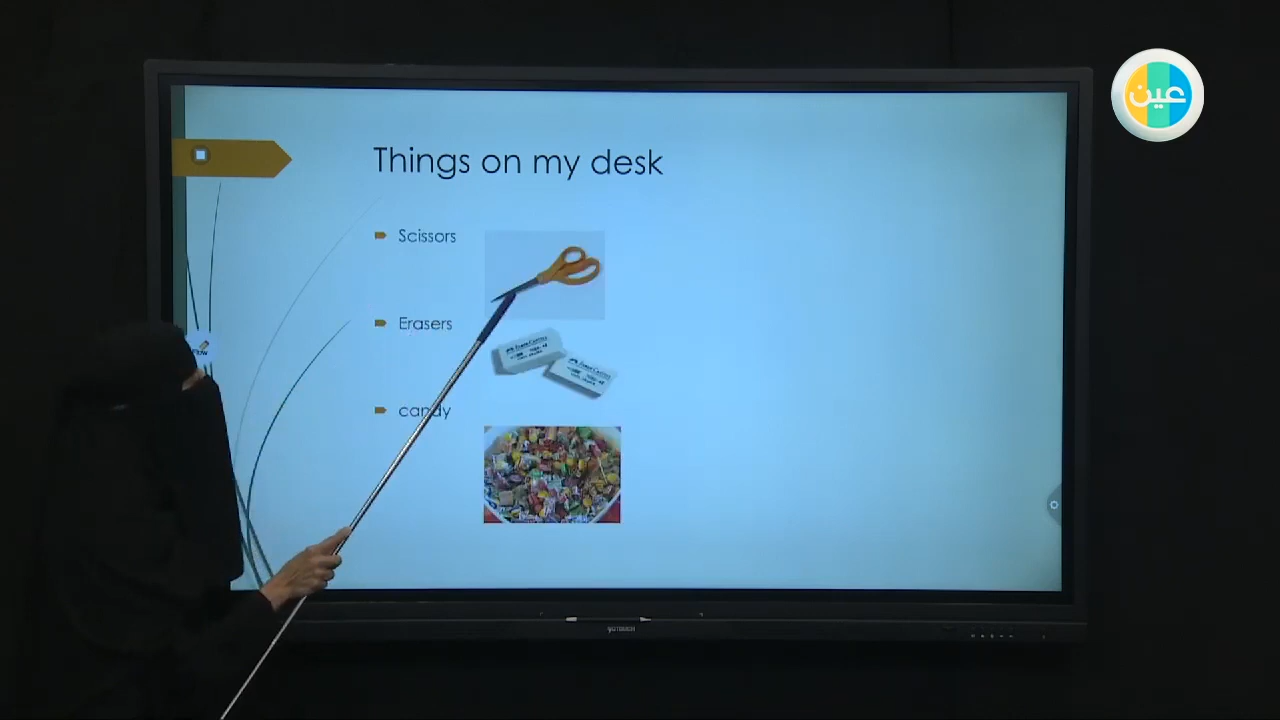 عين
Things on my desk
Scissors
Erasers
candy